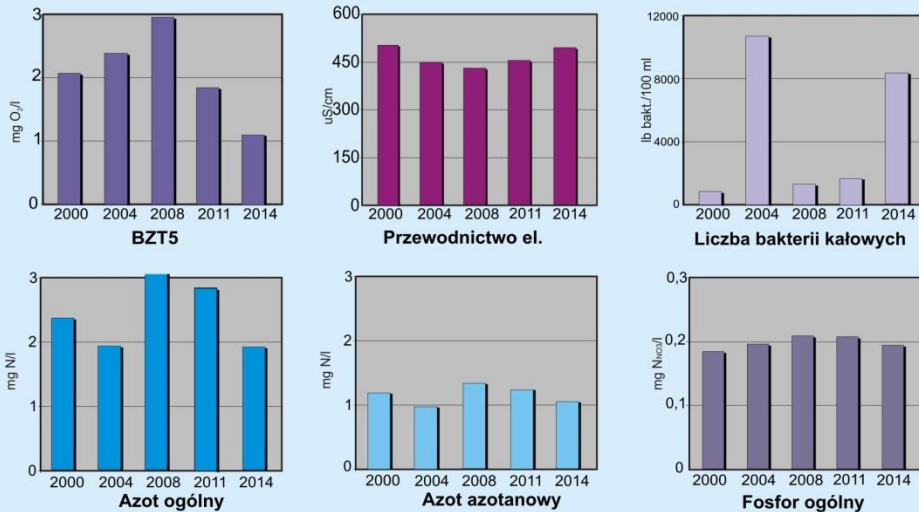 3
2
1
0
mg O₂/l
2000 2004 2008 2011 2014
BZT5
600
450
300
150
0
uS/cm
2000 2004 2008 2011 2014
Przewodnictwo el.
12000
8000
4000
0
lb bakt./100 ml
2000 2004 2008 2011 2014
Liczba bakterii kałowych
3
2
1
0
mg N/l
2000 2004 2008 2011 2014
Azot ogólny
3
2
1
0
mg N/l
2000 2004 2008 2011 2014
Azot azotanowy
0,3
0,2
0,1
0
mg N_NO3/l
2000 2004 2008 2011 2014
Fosfor ogólny